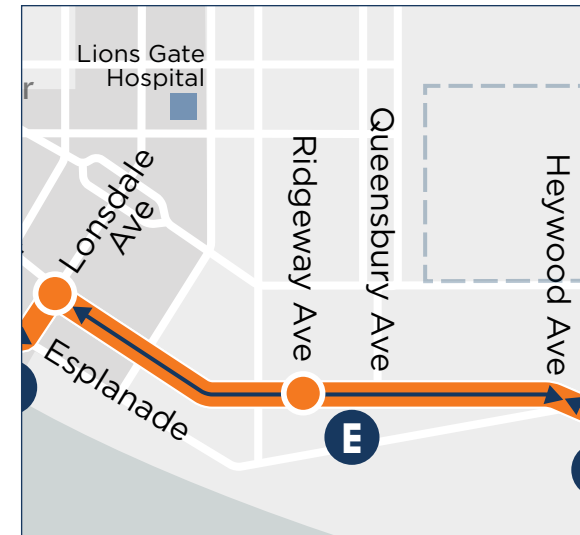 Lions Gate
Hospital
r
Lonsdale
Ave
Ridgeway Ave
Queensbury Ave
Heywood Ave
Esplanade
E